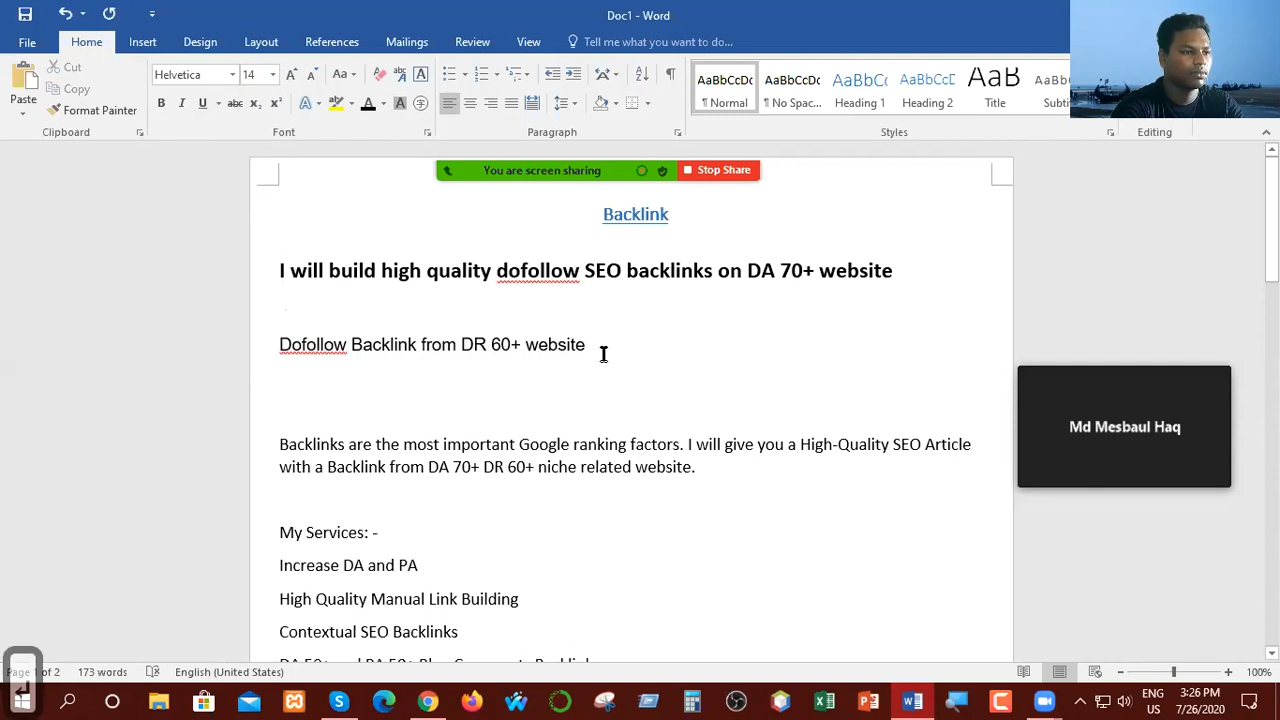 Doc1 - Word
File Home Insert Design Layout References Mailings Review View Tell me what you want to do...
Paste
Cut
Copy
Format Painter
Clipboard
Helvetica 14
Font
Paragraph
AaBbCcDc AaBbCcDc AaBbCc AaBbCcD AaB AaBbCcD
¶ Normal ¶ No Spac... Heading 1 Heading 2 Title
Styles
Editing
You are screen sharing Stop Share
Backlink
I will build high quality dofollow SEO backlinks on DA 70+ website
Dofollow Backlink from DR 60+ website
Backlinks are the most important Google ranking factors. I will give you a High-Quality SEO Article
with a Backlink from DA 70+ DR 60+ niche related website.
My Services: -
Increase DA and PA
High Quality Manual Link Building
Contextual SEO Backlinks
Md Mesbaul Haq
Page 1 of 2 173 words English (United States) 100%
ENG
US
3:26 PM
7/26/2020